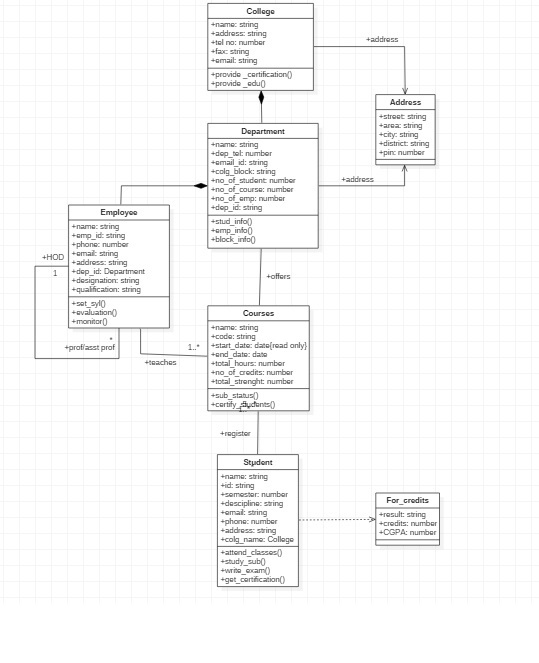 College
+name: string
+address: string
+tel no: number
+fax: string
+email: string
+provide _certification()
+provide_edu()
+address
Address
+street: string
+area: string
+city: string
+district: string
+pin: number
Department
+name: string
+dep_tel: number
+email_id: string
+colg_block: string
+no_of_student: number
+no_of_course: number
+no_of_emp: number
+dep_id: string
+stud_info()
+emp_info()
+block_info()
+address
Employee
+name: string
+emp_id: string
+phone: number
+email: string
+address: string
+dep_id: Department
+designation: string
+qualification: string
+set_syl()
+evaluation()
+monitor()
+HOD
1
*
+prof/asst prof
+offers
Courses
+name: string
+code: string
+start_date: date{read only}
+end_date: date
+total_hours: number
+no_of_credits: number
+total_strenght: number
+sub_status()
+certify_students()
1..*
+teaches
+register
Student
+name: string
+id: string
+semester: number
+descipline: string
+email: string
+phone: number
+address: string
+colg_name: College
+attend_classes()
+study_sub()
+write_exam()
+get_certification()
For_credits
+result: string
+credits: number
+CGPA: number